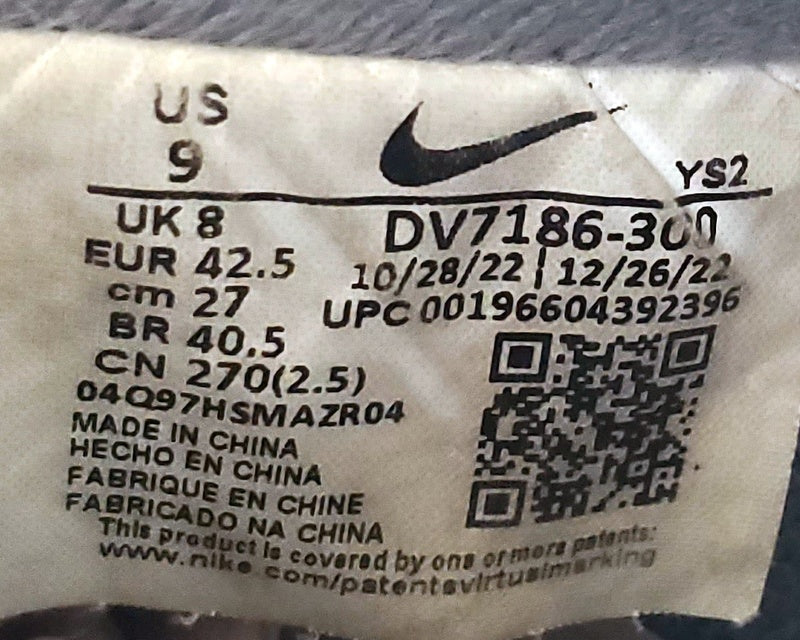 US
9
YS2
UK 8
EUR 42.5
cm 27
BR 40.5
CN 270(2.5)
DV7186-300
10/28/22 | 12/26/22
UPC 00196604392396
04Q97HSMAZR04
MADE IN CHINA
HECHO EN CHINA
FABRIQUE EN CHINE
FABRICADO NA CHINA
This product is covered by one or more patents:
www.nike.com/patentsvirtualmarking